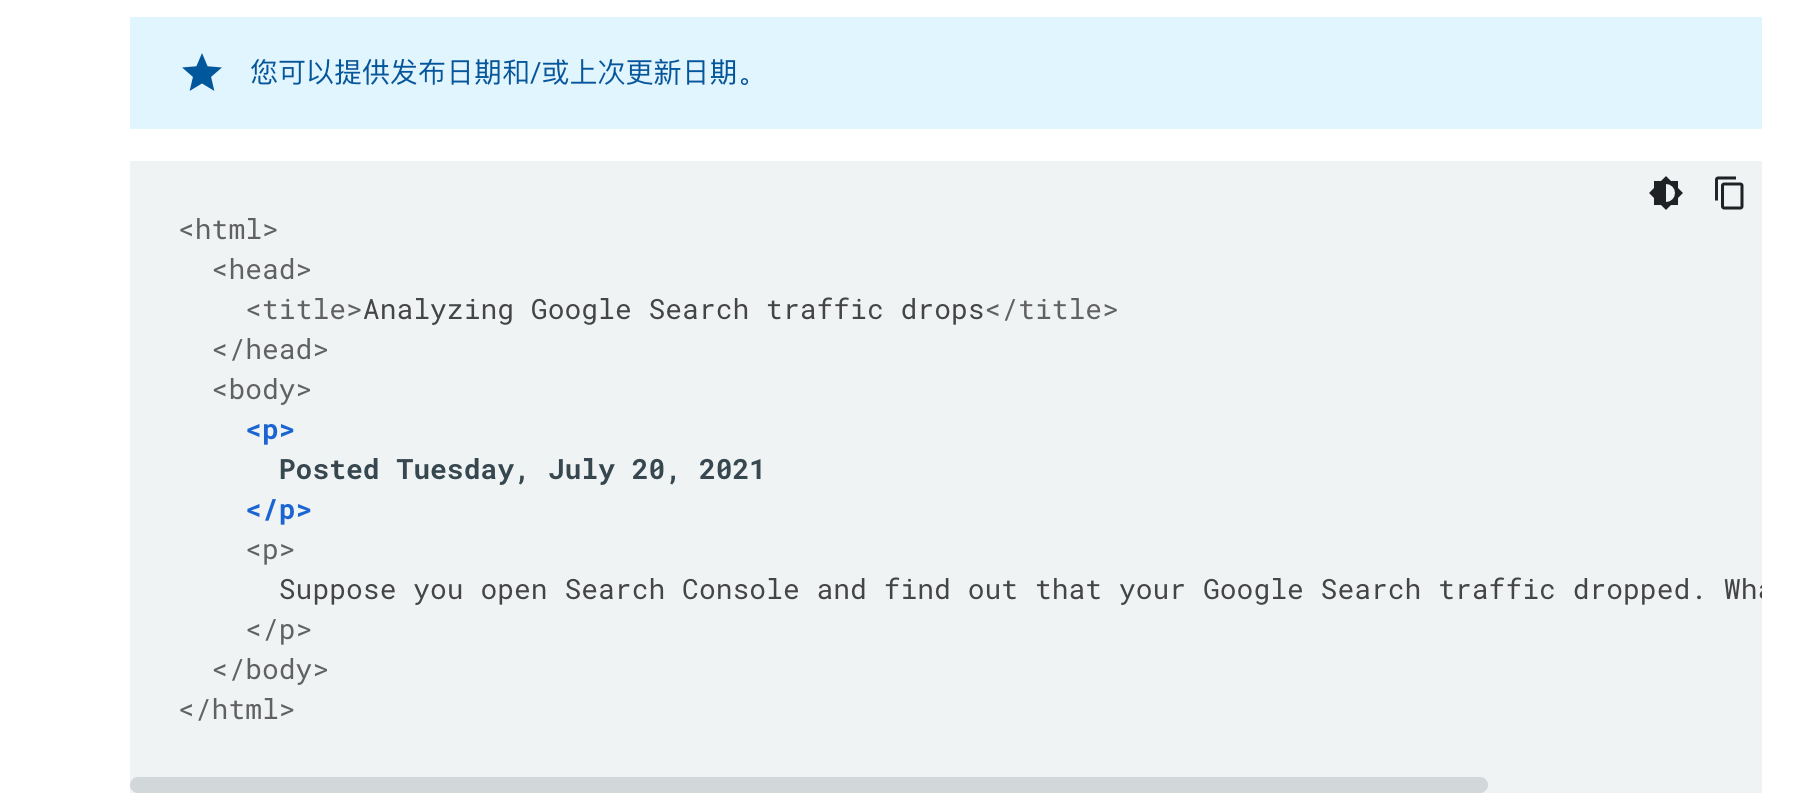 您可以提供发布日期和/或上次更新日期。
<html>
<head>
<title>Analyzing Google Search traffic drops</title>
</head>
<body>
<p>
Posted Tuesday, July 20, 2021
</p>
<p>
Suppose you open Search Console and find out that your Google Search traffic dropped.
</p>
</body>
</html>